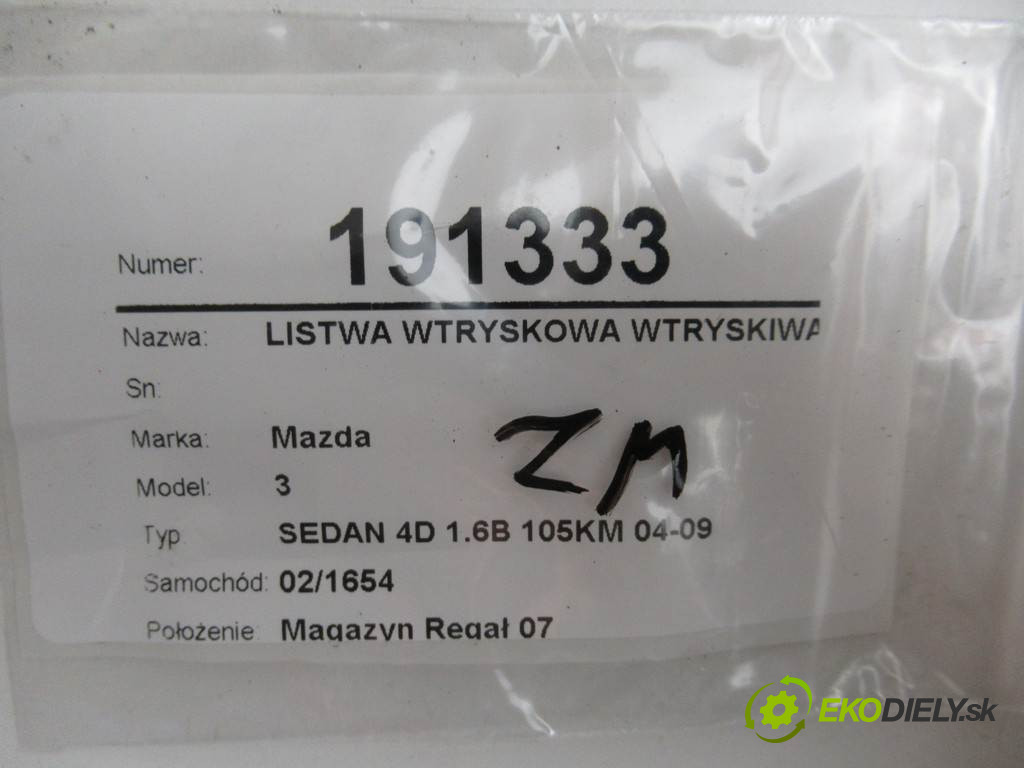 Numer: 191333
Nazwa: LISTWA WTRYSKOWA WTRYSKIWA
Sn:
Marka: Mazda
ZM
Model: 3
Typ SEDAN 4D 1.6B 105KM 04-09
Samochód: 02/1654
Położenie: Magazyn Regał 07
EKODIELY.sk